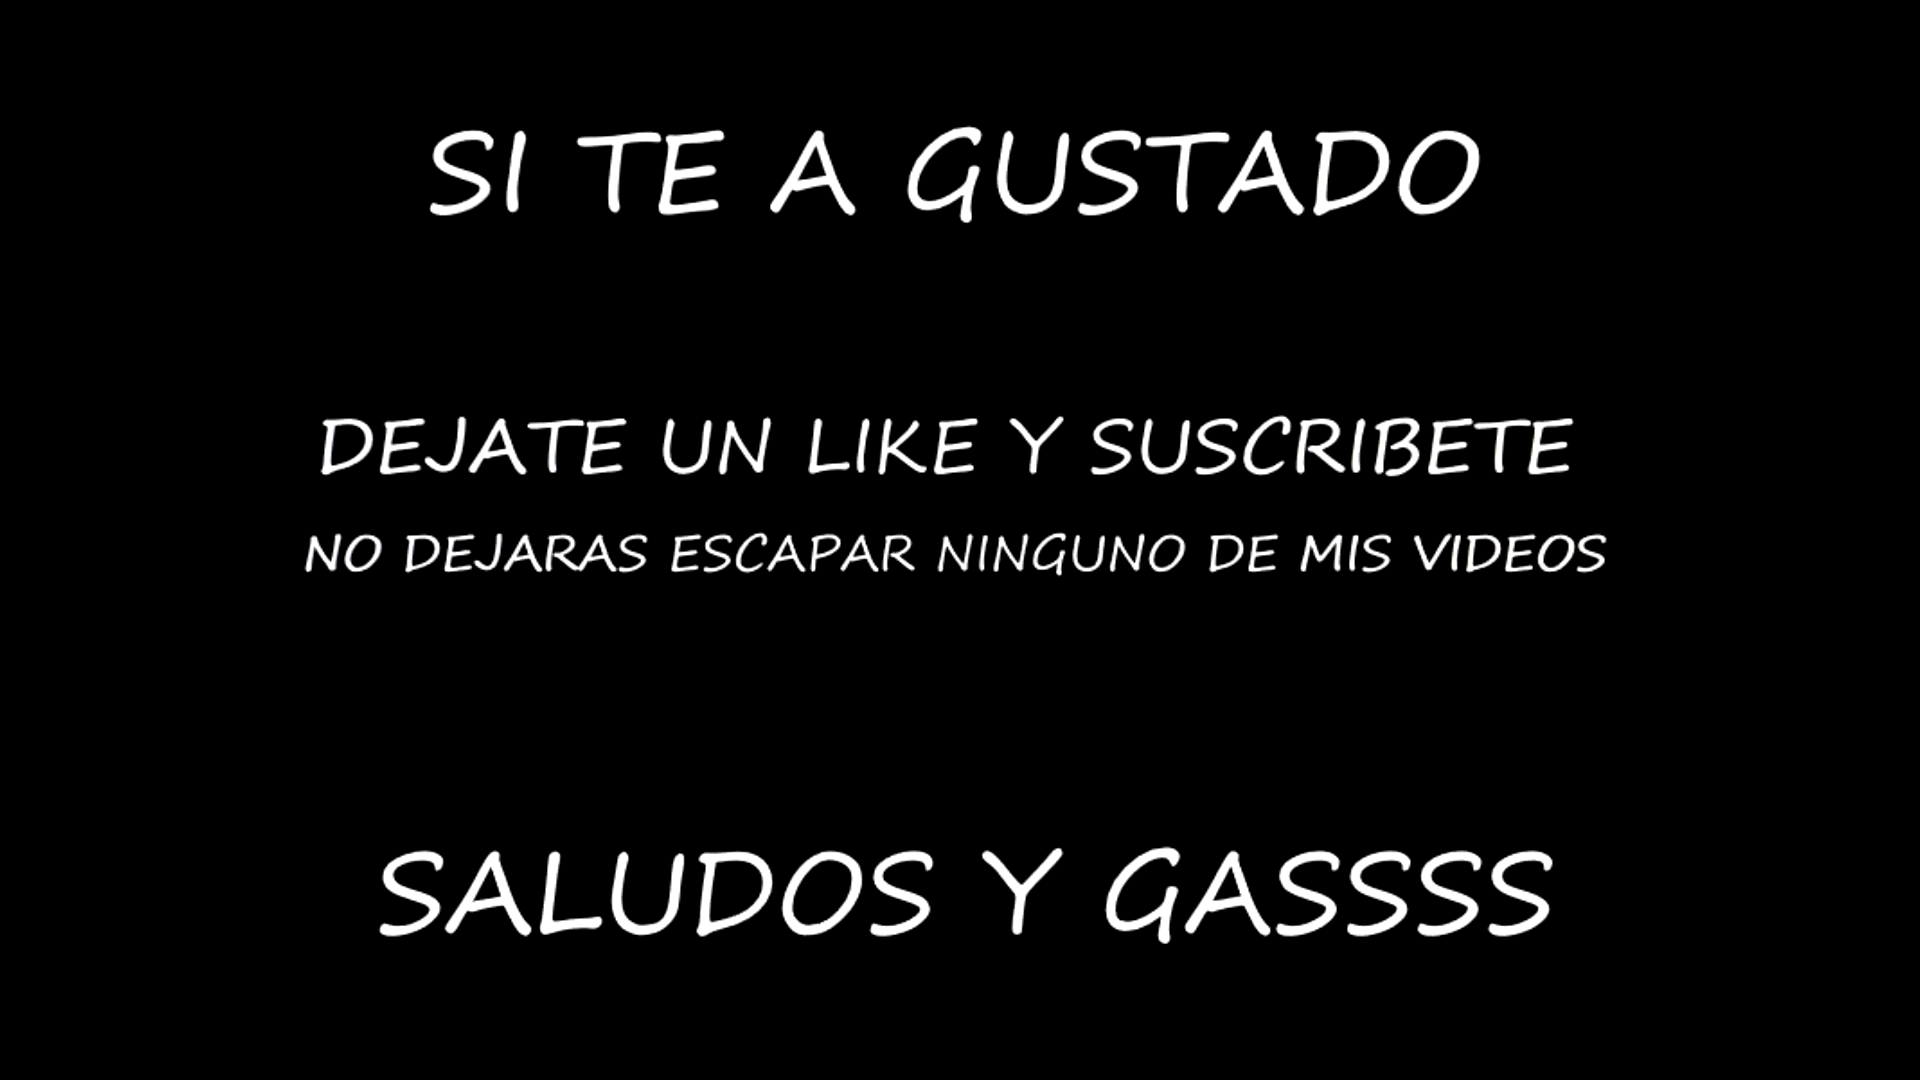 SI TE A GUSTADO
DEJATE UN LIKE Y SUSCRIBETE
NO DEJARAS ESCAPAR NINGUNO DE MIS VIDEOS
SALUDOS Y GASSSS